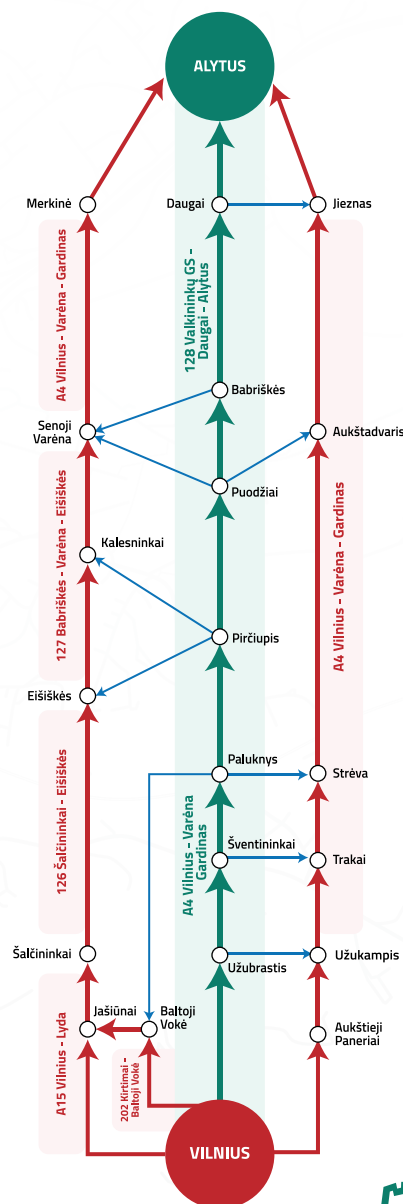 ALYTUS
Merkinė
Daugai
Jieznas
A4 Vilnius - Varėna - Gardinas
128 Valkininkų GS -
Daugai - Alytus
Babriškės
Senoji
Varėna
Aukštadvaris
Puodžiai
Kalesninkai
127 Babriškės - Varėna - Eišiškės
A4 Vilnius - Varėna - Gardinas
Pirčiupis
Eišiškės
Paluknys
Strėva
126 Šalčininkai - Eišiškės
A4 Vilnius - Varėna
Gardinas
Šventininkai
Trakai
Šalčininkai
Užubrastis
Užukampis
Jašiūnai
Baltoji
Vokė
Aukštieji
Paneriai
A15 Vilnius - Lyda
202 Kirtimai -
Baltoji Vokė
VILNIUS